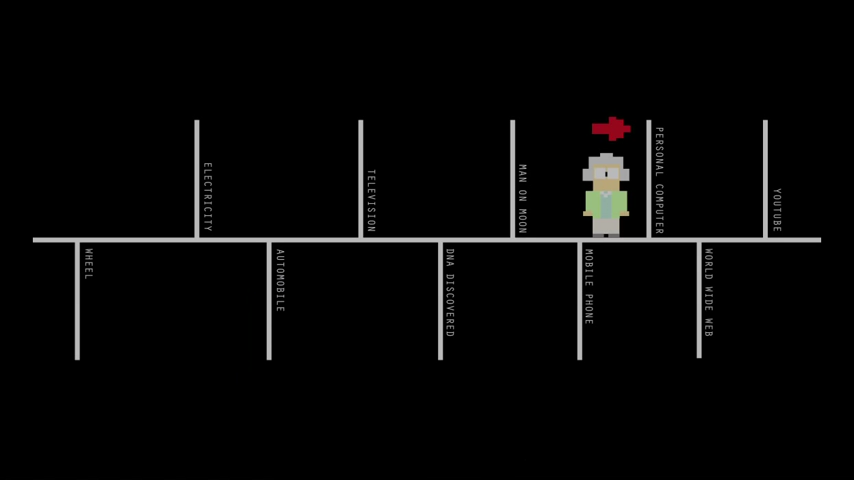 WHEEL
ELECTRICITY
AUTOMOBILE
TELEVISION
DNA DISCOVERED
MAN ON MOON
MOBILE PHONE
PERSONAL COMPUTER
WORLD WIDE WEB
YOUTUBE